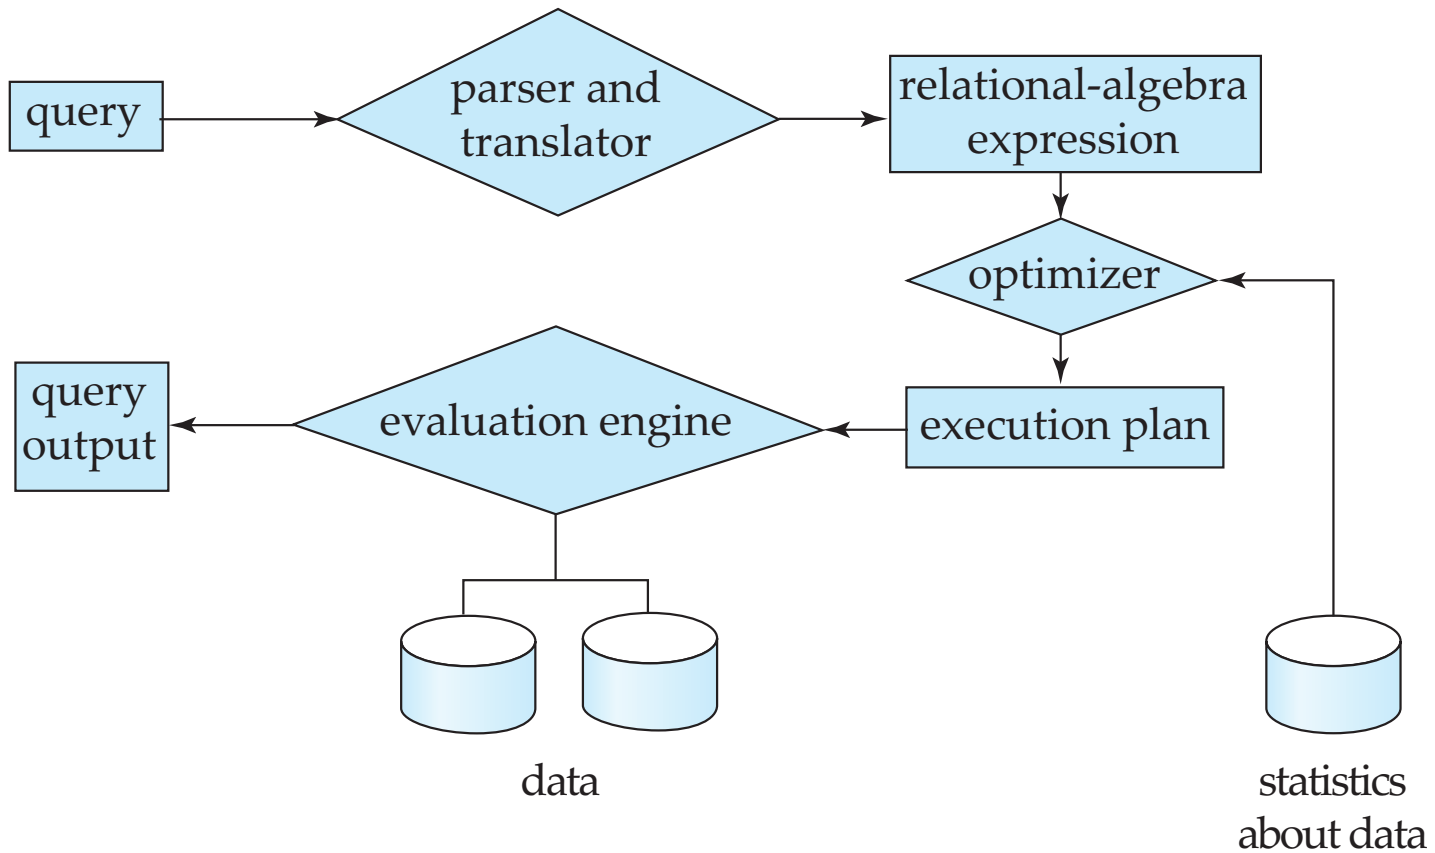 query
parser and
translator
relational-algebra
expression
optimizer
query
output
evaluation engine
execution plan
data
statistics
about data